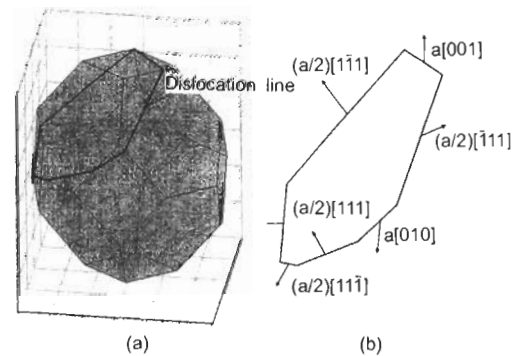 Dislocation line
(a)
a[001]
(a/2)[11̄1]
(a/2)[1̄11]
(a/2)[111]
a[010]
(a/2)[111̄]
(b)